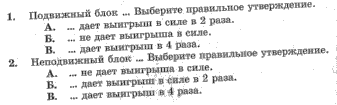 1. Подвижный блок ... Выберите правильное утверждение.
А. ... дает выигрыш в силе в 2 раза.
Б. ... не дает выигрыша в силе.
В. ... дает выигрыш в 4 раза.
2. Неподвижный блок ... Выберите правильное утверждение.
А. ... не дает выигрыша в силе.
Б. ... дает выигрыш в силе в 2 раза.
В. ... дает выигрыш в 4 раза.